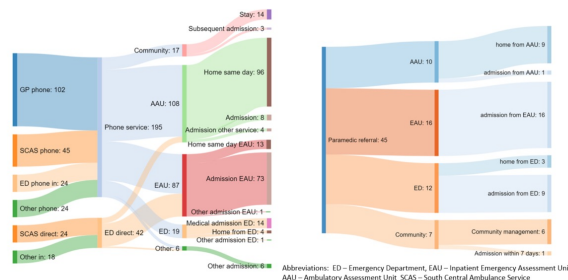 GP phone: 102
SCAS phone: 45
ED phone in: 24
Other phone: 24
SCAS direct: 24
Other in: 18
Phone service: 195
ED direct: 42
Community: 17
AAU: 108
EAU: 87
ED: 19
Other: 6
Stay: 14
Subsequent admission: 3
Home same day: 96
Admission: 8
Admission other service: 4
Home same day EAU: 13
Admission EAU: 73
Other admission EAU: 1
Medical admission ED: 14
Home from ED: 4
Other admission ED: 1
Other admission: 6
Paramedic referral: 45
AAU: 10
EAU: 16
ED: 12
Community: 7
home from AAU: 9
admission from AAU: 1
admission from EAU: 16
home from ED: 3
admission from ED: 9
Community management: 6
Admission within 7 days: 1
Abbreviations: ED – Emergency Department, EAU – Inpatient Emergency Assessment Uni
AAU – Ambulatory Assessment Unit SCAS – South Central Ambulance Service